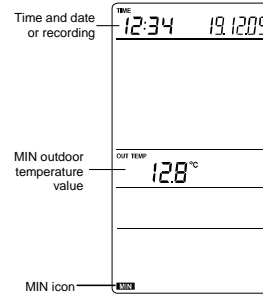 TIME
Time and date
or recording
12:34 19.12.09
MIN outdoor
temperature
value
OUT TEMP
12.8 °C
MIN icon
MIN